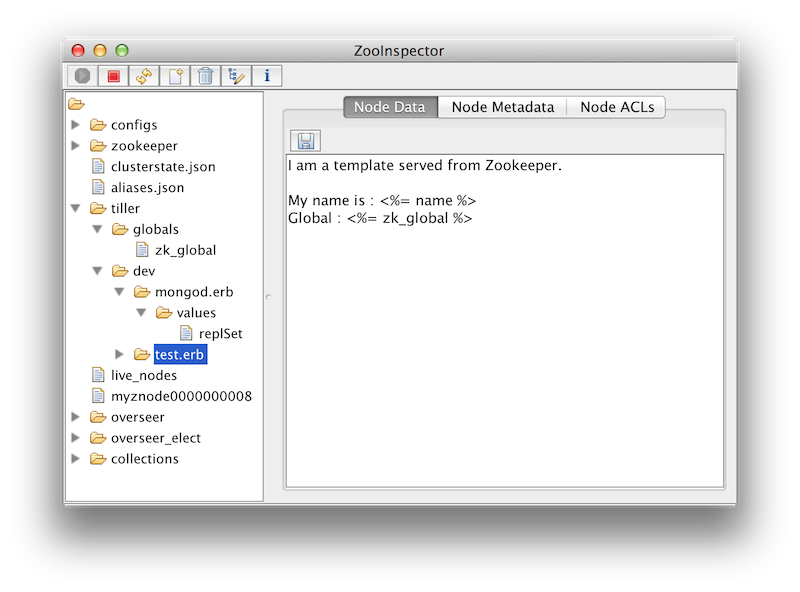 ZooInspector
i
configs
zookeeper
clusterstate.json
aliases.json
tiller
globals
zk_global
dev
mongod.erb
values
replSet
test.erb
live_nodes
myznode0000000008
overseer
overseer_elect
collections
Node Data
Node Metadata
Node ACLs
I am a template served from Zookeeper.
My name is : <%= name %>
Global : <%= zk_global %>